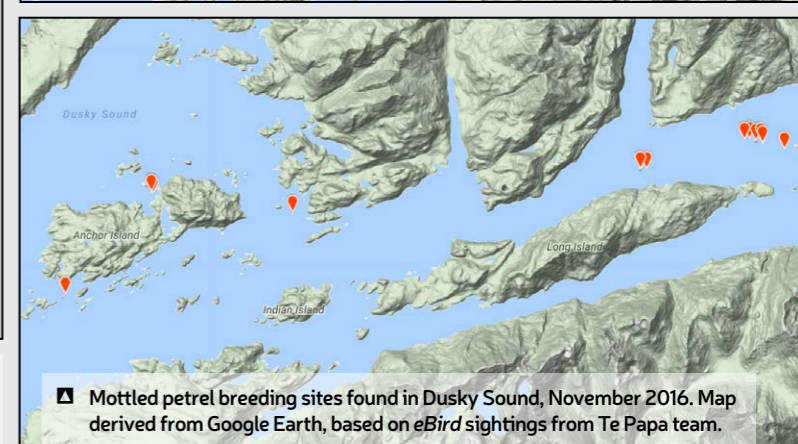 Dusky Sound
Anchor Island
Long Island
Indian Island
Mottled petrel breeding sites found in Dusky Sound, November 2016. Map
derived from Google Earth, based on eBird sightings from Te Papa team.